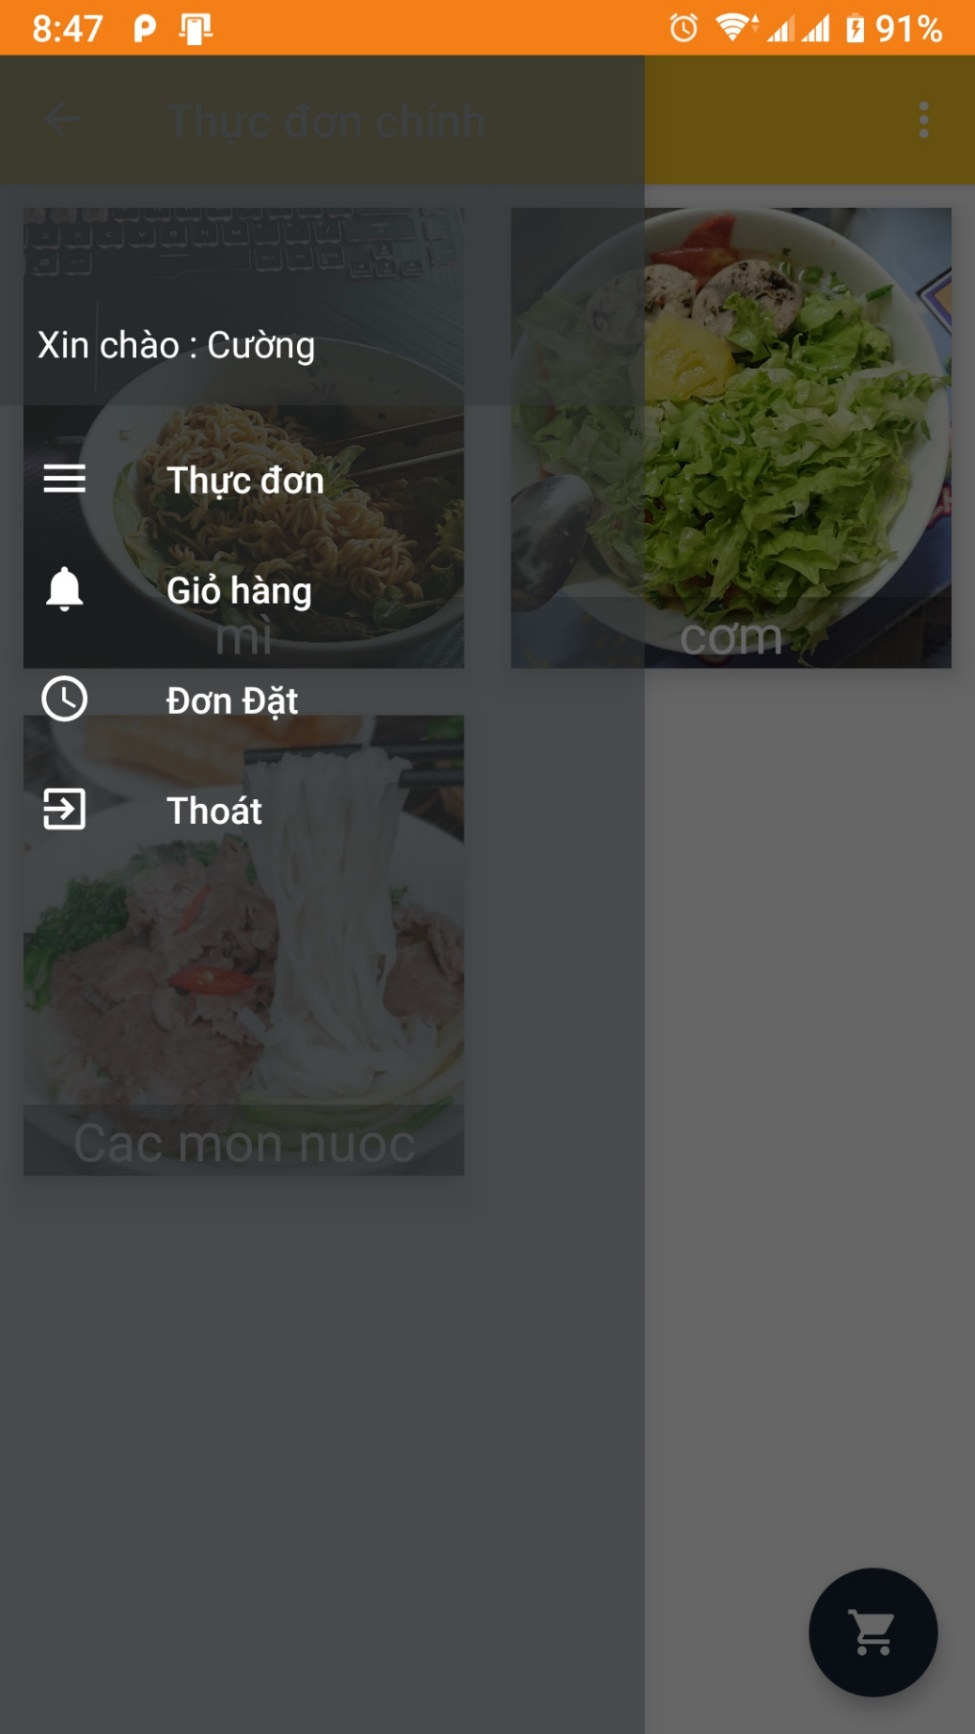 8:47
91%
Thực đơn chính
Xin chào : Cường
Thực đơn
Giỏ hàng
mì
cơm
Đơn Đặt
Thoát
Cac mon nuoc